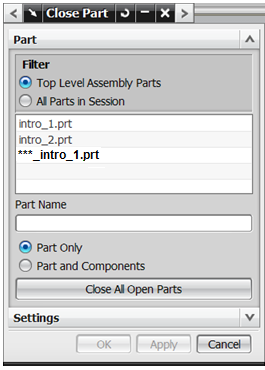 Close Part
Part
Filter
Top Level Assembly Parts
All Parts in Session
intro_1.prt
intro_2.prt
***_intro_1.prt
Part Name
Part Only
Part and Components
Close All Open Parts
Settings
OK Apply Cancel